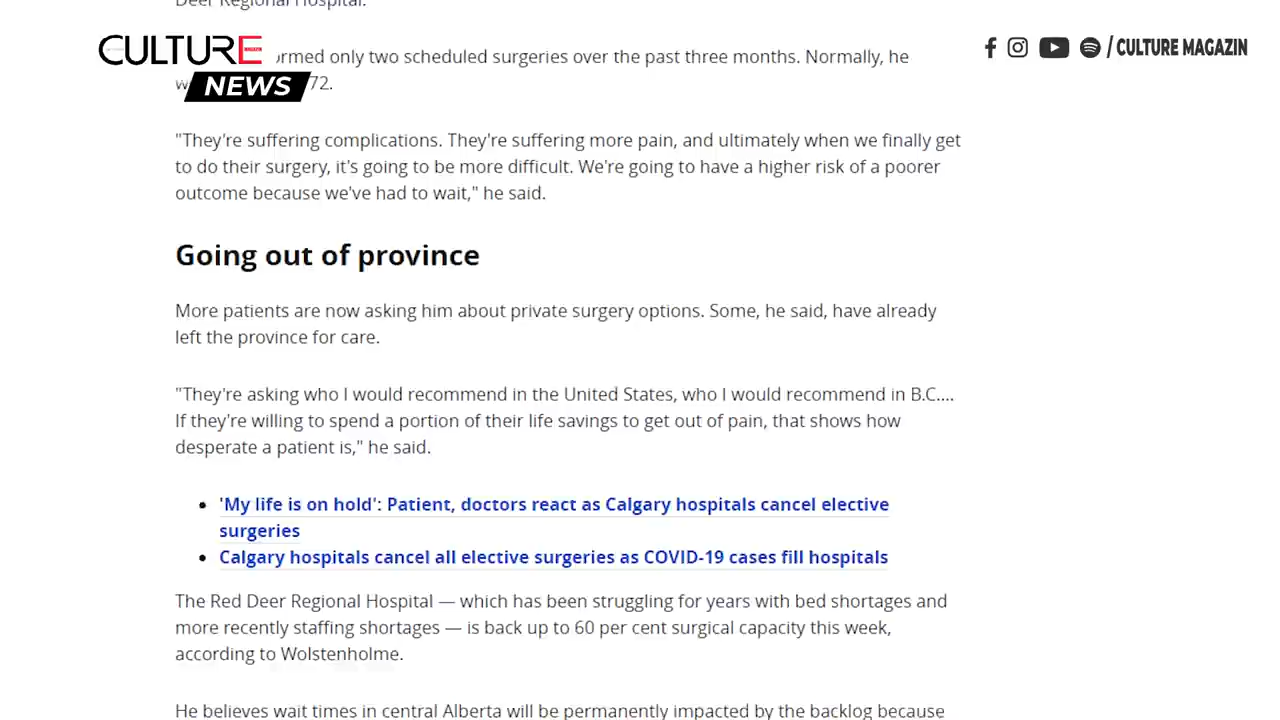 Deer Regional Hospital.
CULTURE
NEWS
/ CULTURE MAGAZIN
ormed only two scheduled surgeries over the past three months. Normally, he
72.
"They're suffering complications. They're suffering more pain, and ultimately when we finally get
to do their surgery, it's going to be more difficult. We're going to have a higher risk of a poorer
outcome because we've had to wait," he said.
Going out of province
More patients are now asking him about private surgery options. Some, he said, have already
left the province for care.
"They're asking who I would recommend in the United States, who I would recommend in B.C....
If they're willing to spend a portion of their life savings to get out of pain, that shows how
desperate a patient is," he said.
'My life is on hold': Patient, doctors react as Calgary hospitals cancel elective
surgeries
Calgary hospitals cancel all elective surgeries as COVID-19 cases fill hospitals
The Red Deer Regional Hospital — which has been struggling for years with bed shortages and
more recently staffing shortages — is back up to 60 per cent surgical capacity this week,
according to Wolstenholme.
He believes wait times in central Alberta will be permanently impacted by the backlog because